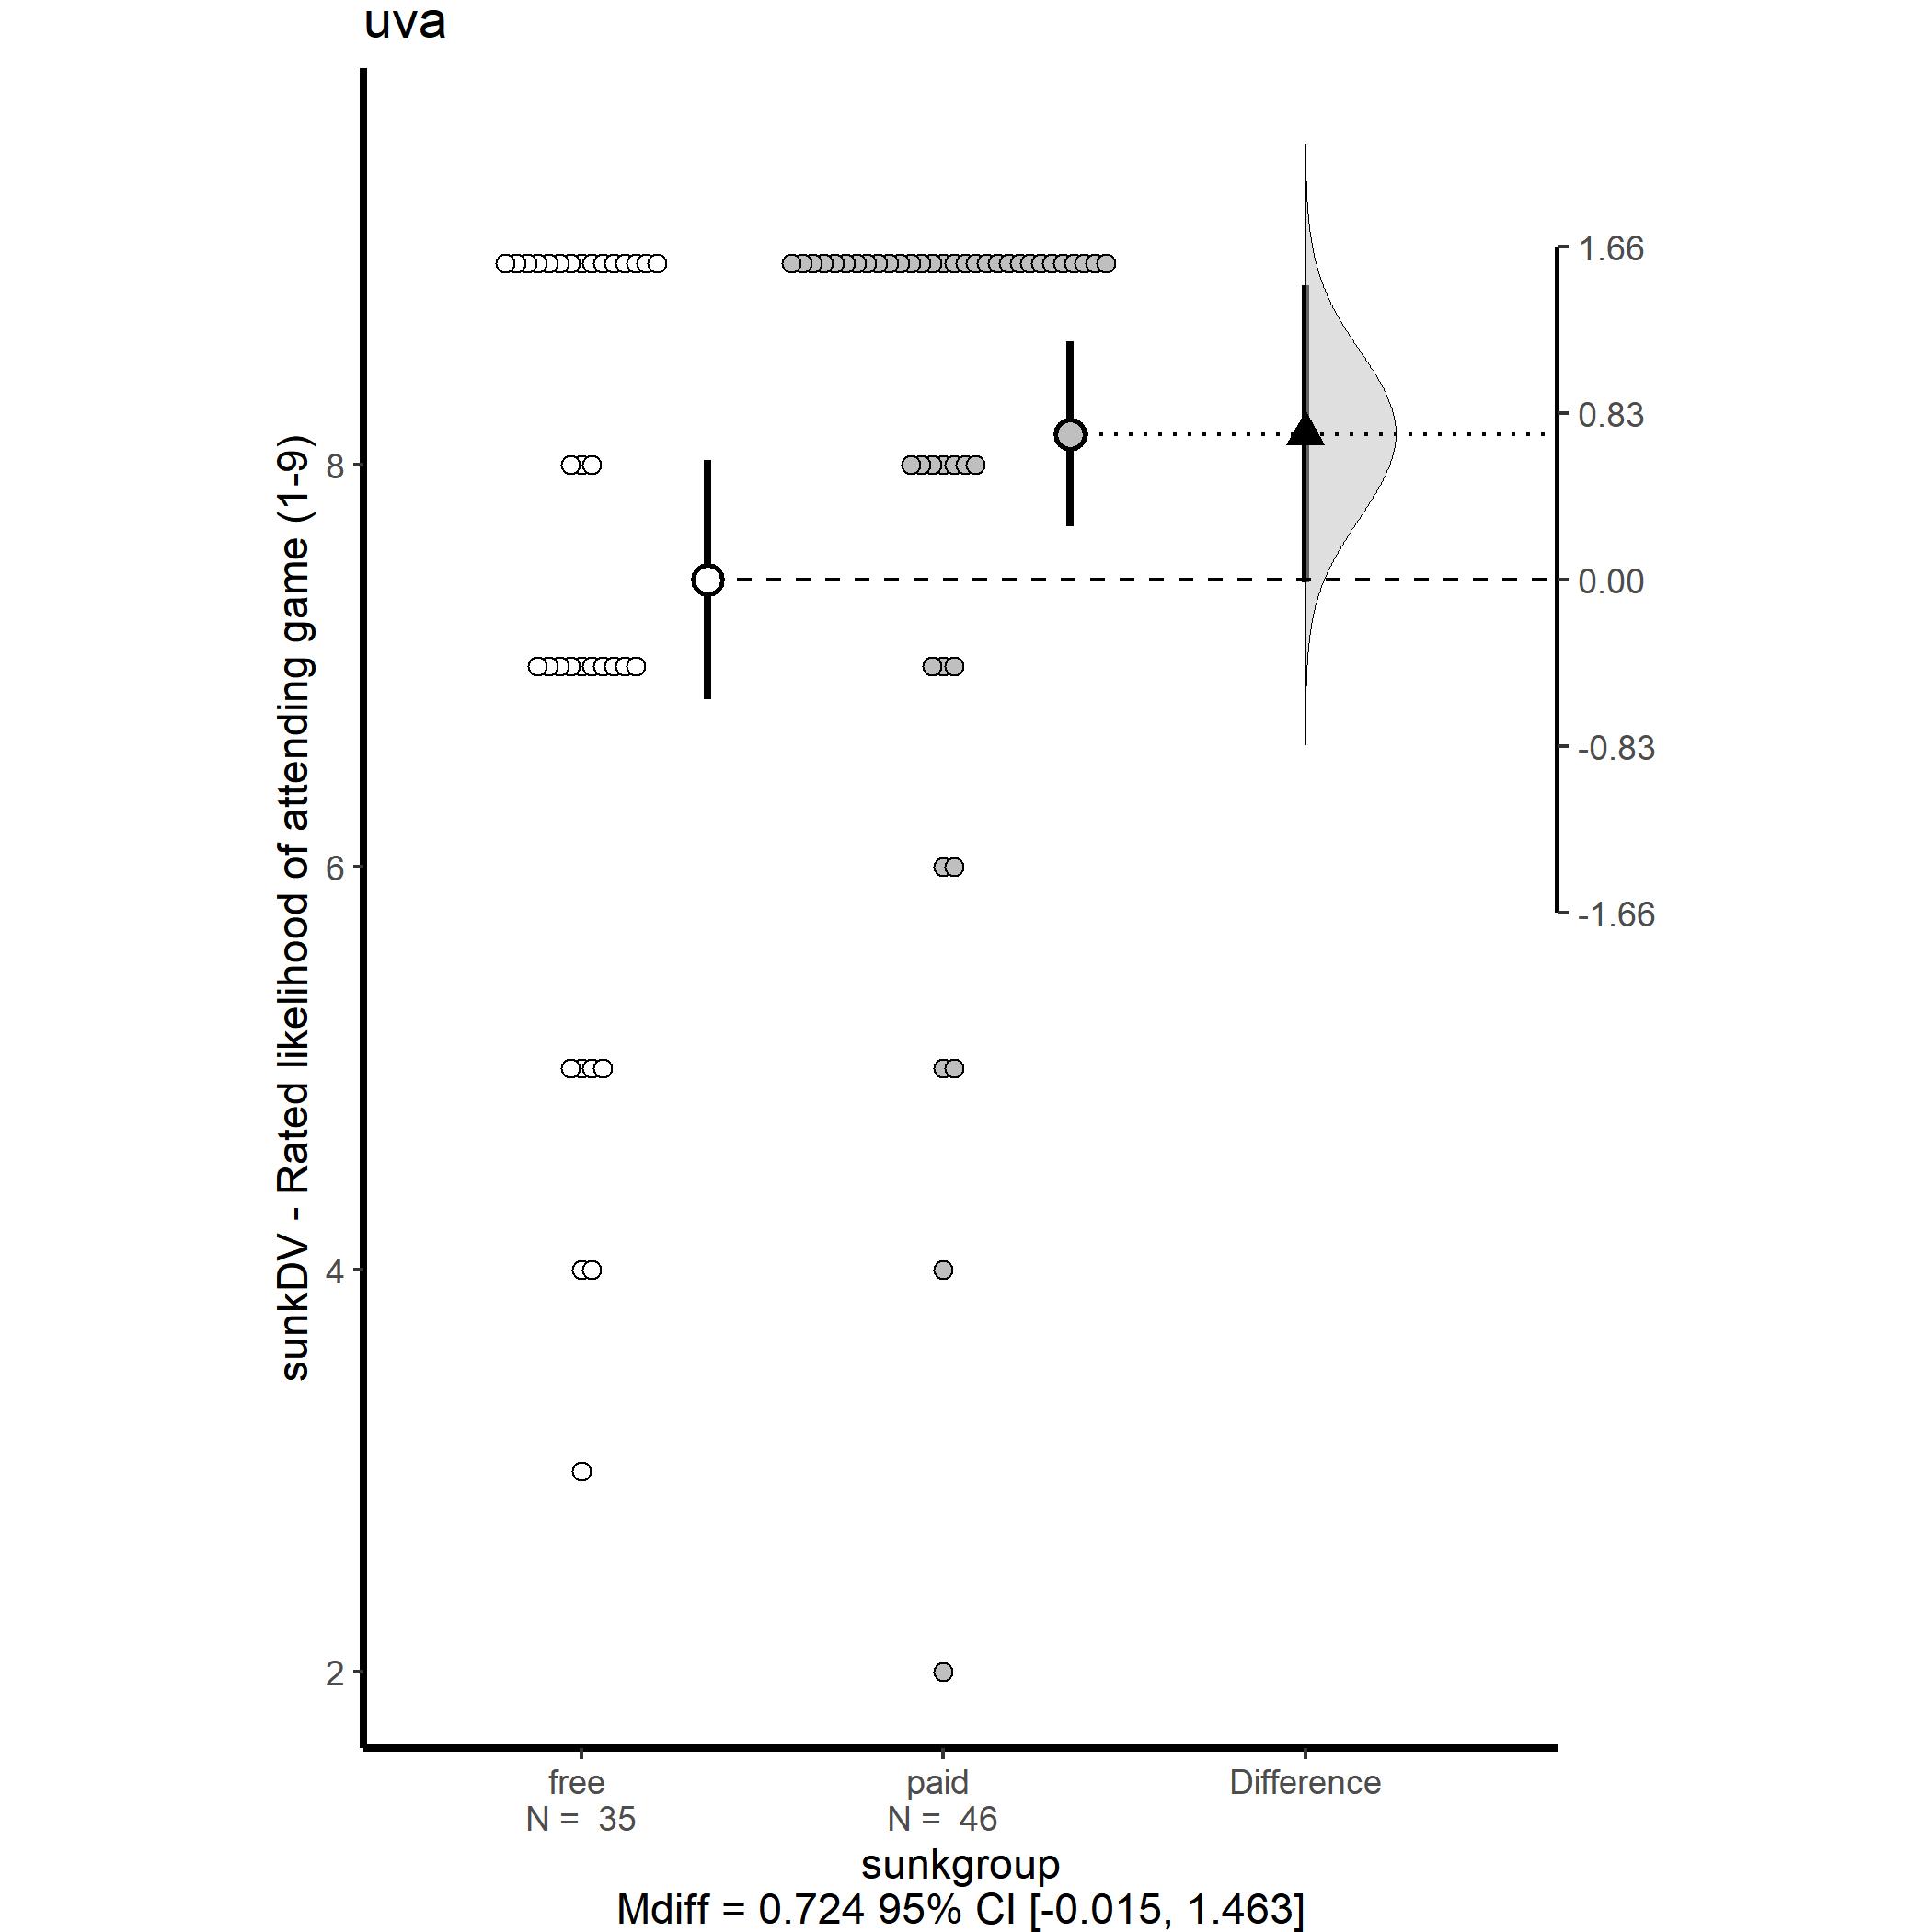 uva
sunkDV - Rated likelihood of attending game (1-9)
8
6
4
2
1.66
0.83
0.00
-0.83
-1.66
free
N =  35
paid
N =  46
Difference
sunkgroup
Mdiff = 0.724 95% CI [-0.015, 1.463]